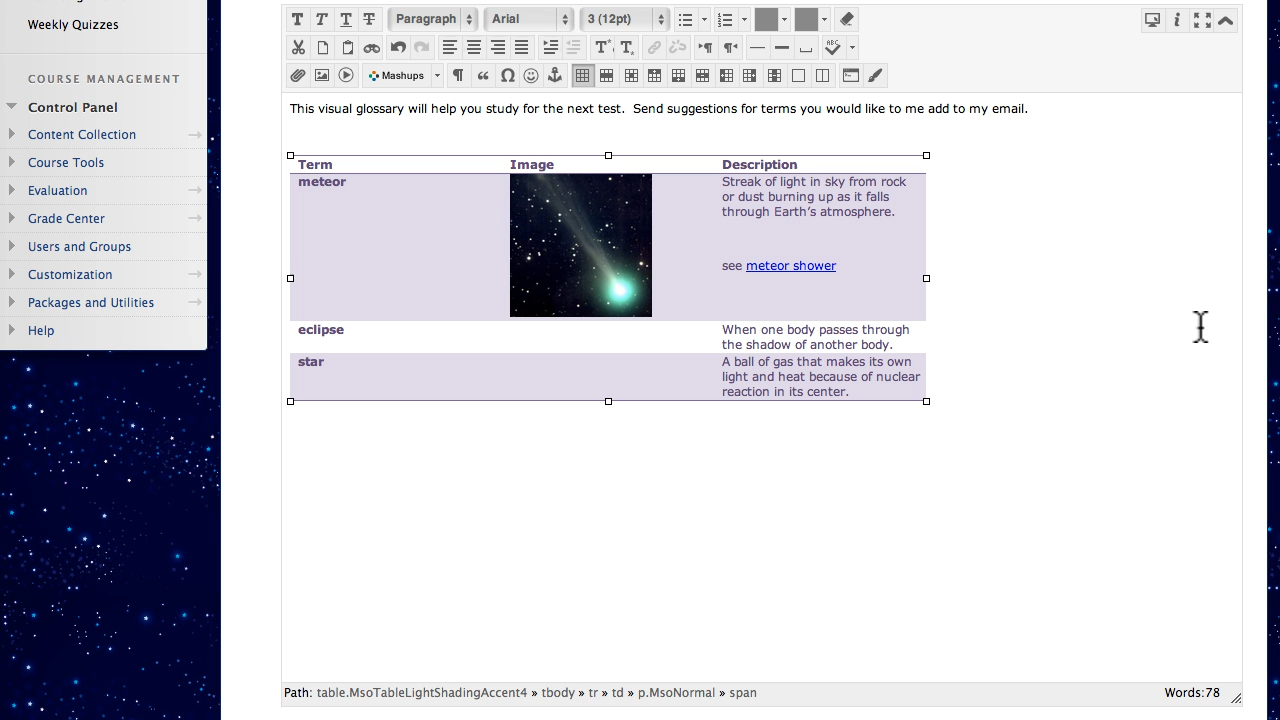 Weekly Quizzes
COURSE MANAGEMENT
Control Panel
Content Collection
Course Tools
Evaluation
Grade Center
Users and Groups
Customization
Packages and Utilities
Help
T T T T Paragraph Arial 3 (12pt)
ABC
Mashups
This visual glossary will help you study for the next test. Send suggestions for terms you would like to me add to my email.
Term Image Description
meteor Streak of light in sky from rock
or dust burning up as it falls
through Earth's atmosphere.
see meteor shower
eclipse When one body passes through
the shadow of another body.
star A ball of gas that makes its own
light and heat because of nuclear
reaction in its center.
Path: table.MsoTableLightShadingAccent4 » tbody » tr » td » p.MsoNormal » span Words:78